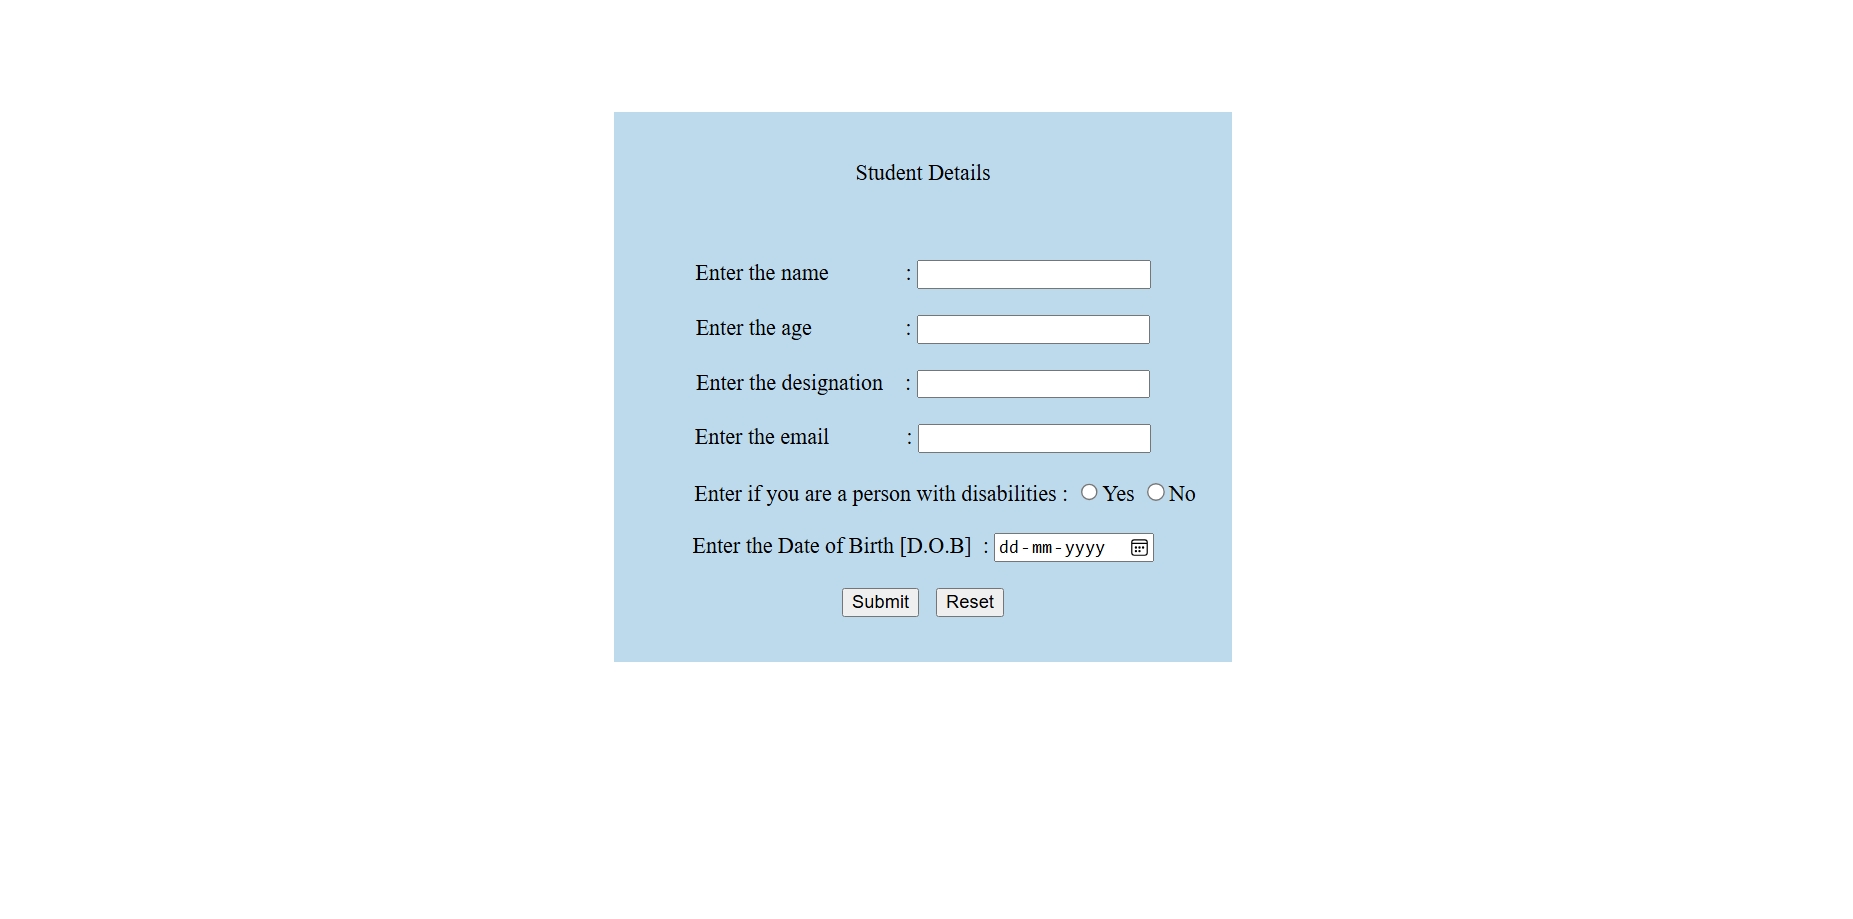 Student Details
Enter the name :
Enter the age :
Enter the designation :
Enter the email :
Enter if you are a person with disabilities : Yes No
Enter the Date of Birth [D.O.B] : dd-mm-yyyy
Submit Reset